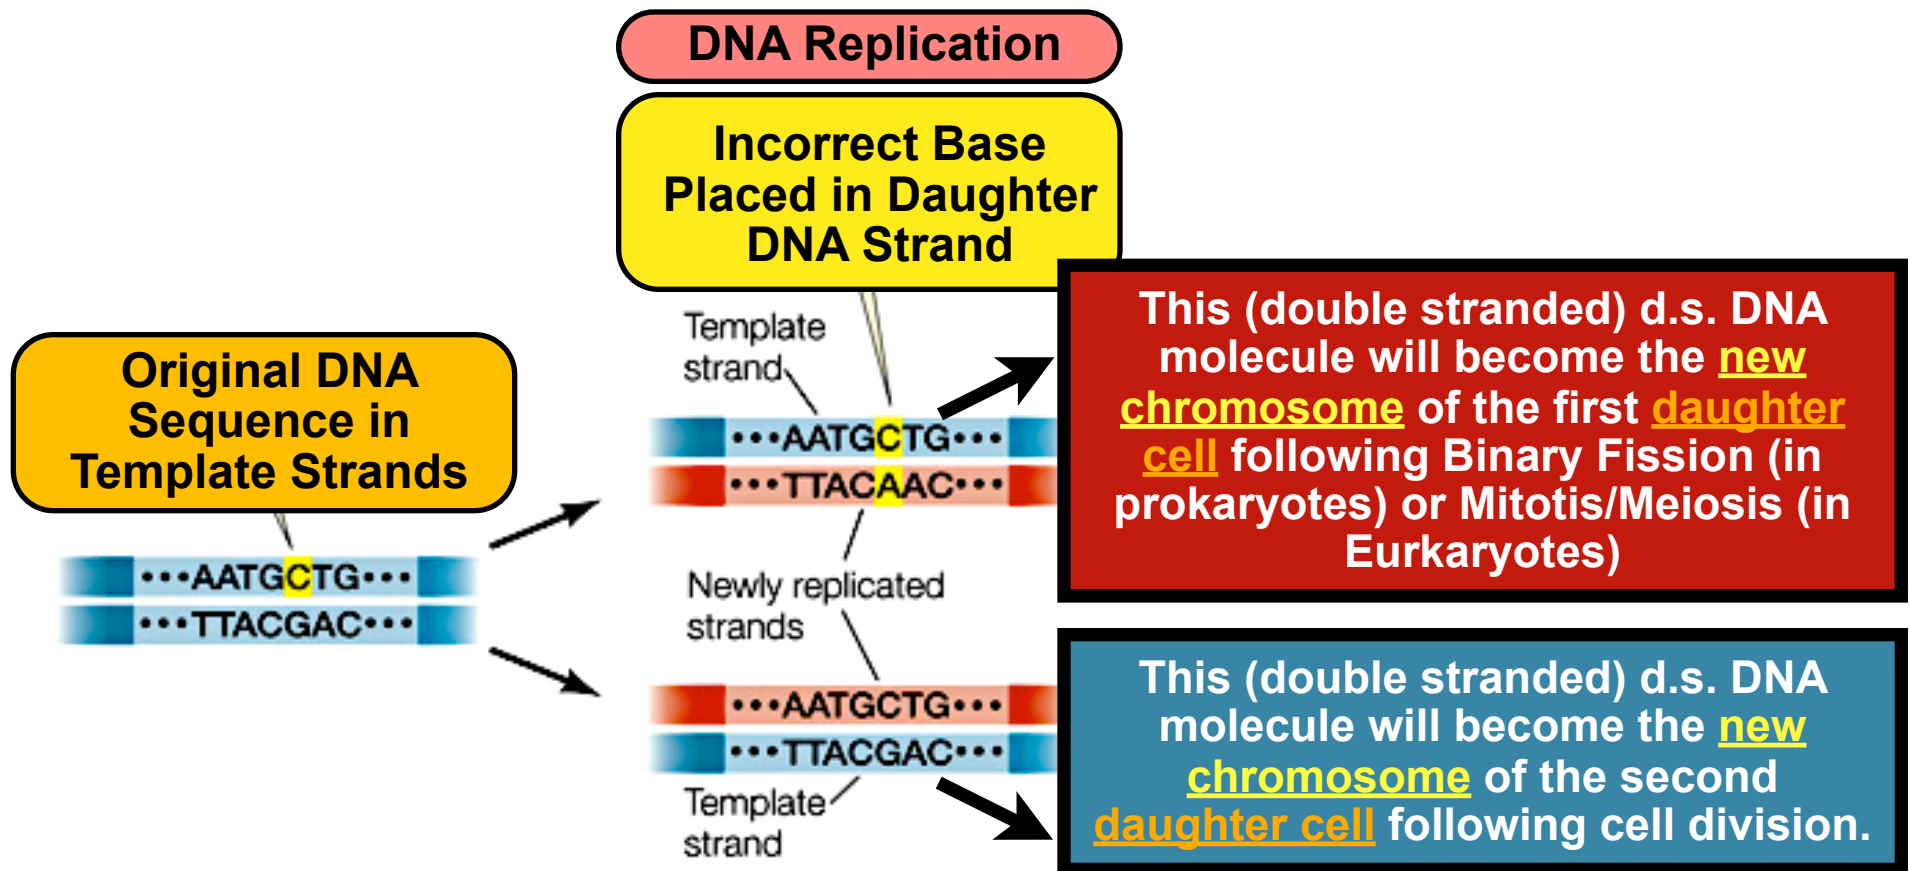 DNA Replication
Incorrect Base
Placed in Daughter
DNA Strand
Original DNA
Sequence in
Template Strands
•••AATGCTG•••
•••TTACGAC•••
Template
strand
•••AATGCTG•••
•••TTACAAC•••
Newly replicated
strands
•••AATGCTG•••
•••TTACGAC•••
Template
strand
This (double stranded) d.s. DNA
molecule will become the new
chromosome of the first daughter
cell following Binary Fission (in
prokaryotes) or Mitotis/Meiosis (in
Eurkaryotes)
This (double stranded) d.s. DNA
molecule will become the new
chromosome of the second
daughter cell following cell division.